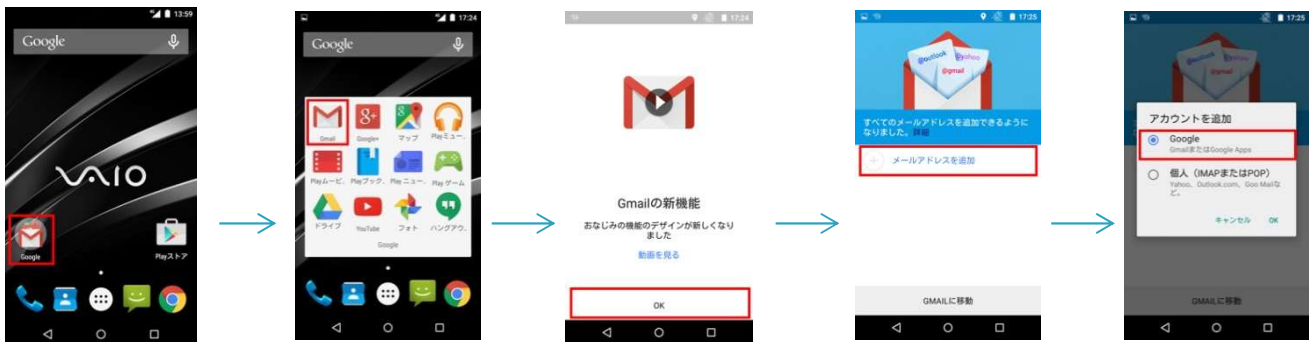 13:59
Google
VAIO
Google
Playストア
17:24
Google
Gmail
Google+
マップ
Playミュー..
Playムービ..
Playブック..
Playニュー..
Play ゲーム
ドライブ
YouTube
フォト
ハングアウ..
Google
17:24
Gmailの新機能
おなじみの機能のデザインが新しくなり
ました
動画を見る
OK
17:25
@outlook
@yahoo
@gmail
すべてのメールアドレスを追加できるように
なりました。詳細
メールアドレスを追加
GMAILに移動
17:25
@outlook
@yahoo
@gmail
アカウントを追加
Google
GmailまたはGoogle Apps
個人（IMAPまたはPOP）
Yahoo、Outlook.com、Goo Mailな
ど。
キャンセル OK
GMAILに移動